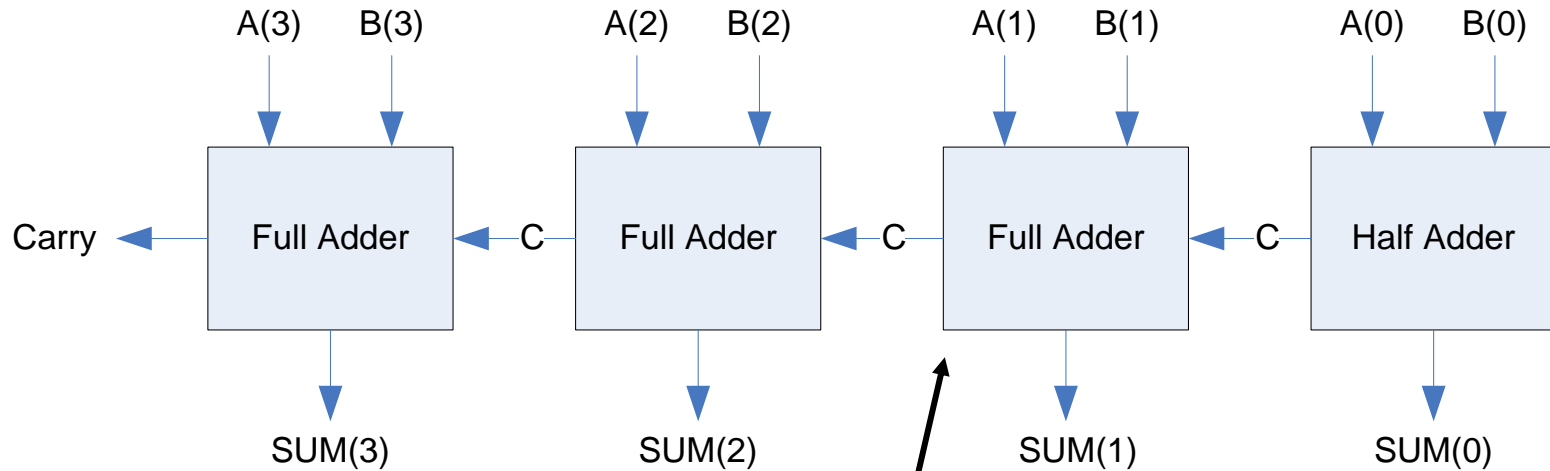 A(3) B(3) A(2) B(2) A(1) B(1) A(0) B(0)
Carry Full Adder C Full Adder C Full Adder C Half Adder
SUM(3) SUM(2) SUM(1) SUM(0)